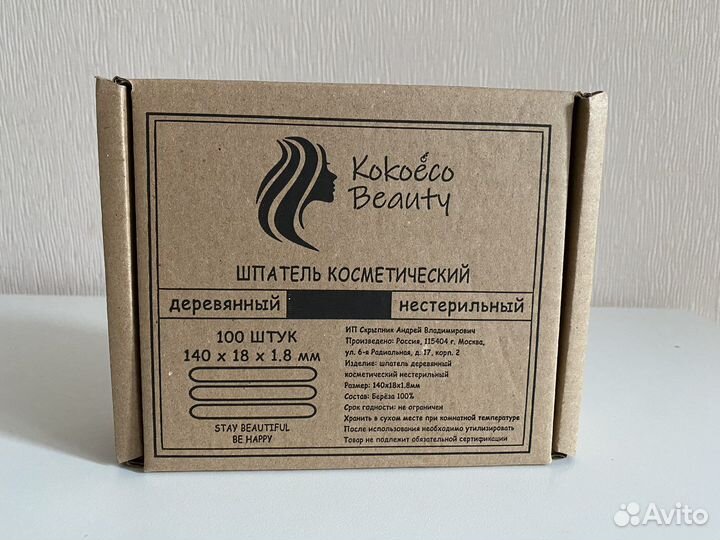 Kokoéco
Beauty
ШПАТЕЛЬ КОСМЕТИЧЕСКИЙ
деревянный нестерильный
100 ШТУК
140 x 18 x 1.8 мм
STAY BEAUTIFUL
BE HAPPY
ИП Скрыпник Андрей Владимирович
Произведено: Россия, 115404 г. Москва,
ул. 6-я Радиальная, д. 17, корп. 2
Изделие: шпатель деревянный
косметический нестерильный
Размер: 140x18x1.8мм
Состав: Берёза 100%
Срок годности: не ограничен
Хранить в сухом месте при комнатной температуре
После использования необходимо утилизировать
Товар не подлежит обязательной сертификации
Avito